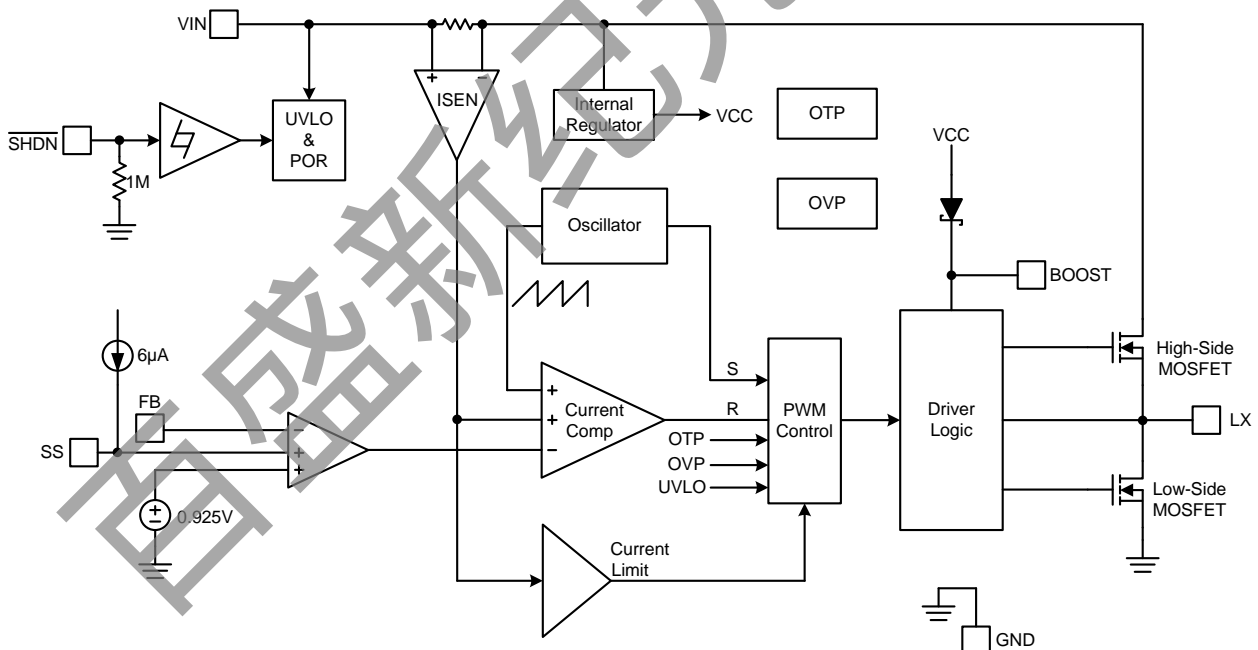 VIN
ISEN
+
−
Internal
Regulator
VCC
OTP
SHDN
UVLO
&
POR
1M
VCC
OVP
Oscillator
BOOST
6µA
High-Side
MOSFET
FB
S
R
+
+
−
Current
Comp
PWM
Control
Driver
Logic
LX
SS
−
+
+
OTP
OVP
UVLO
Low-Side
MOSFET
0.925V
Current
Limit
GND
百盛新纪